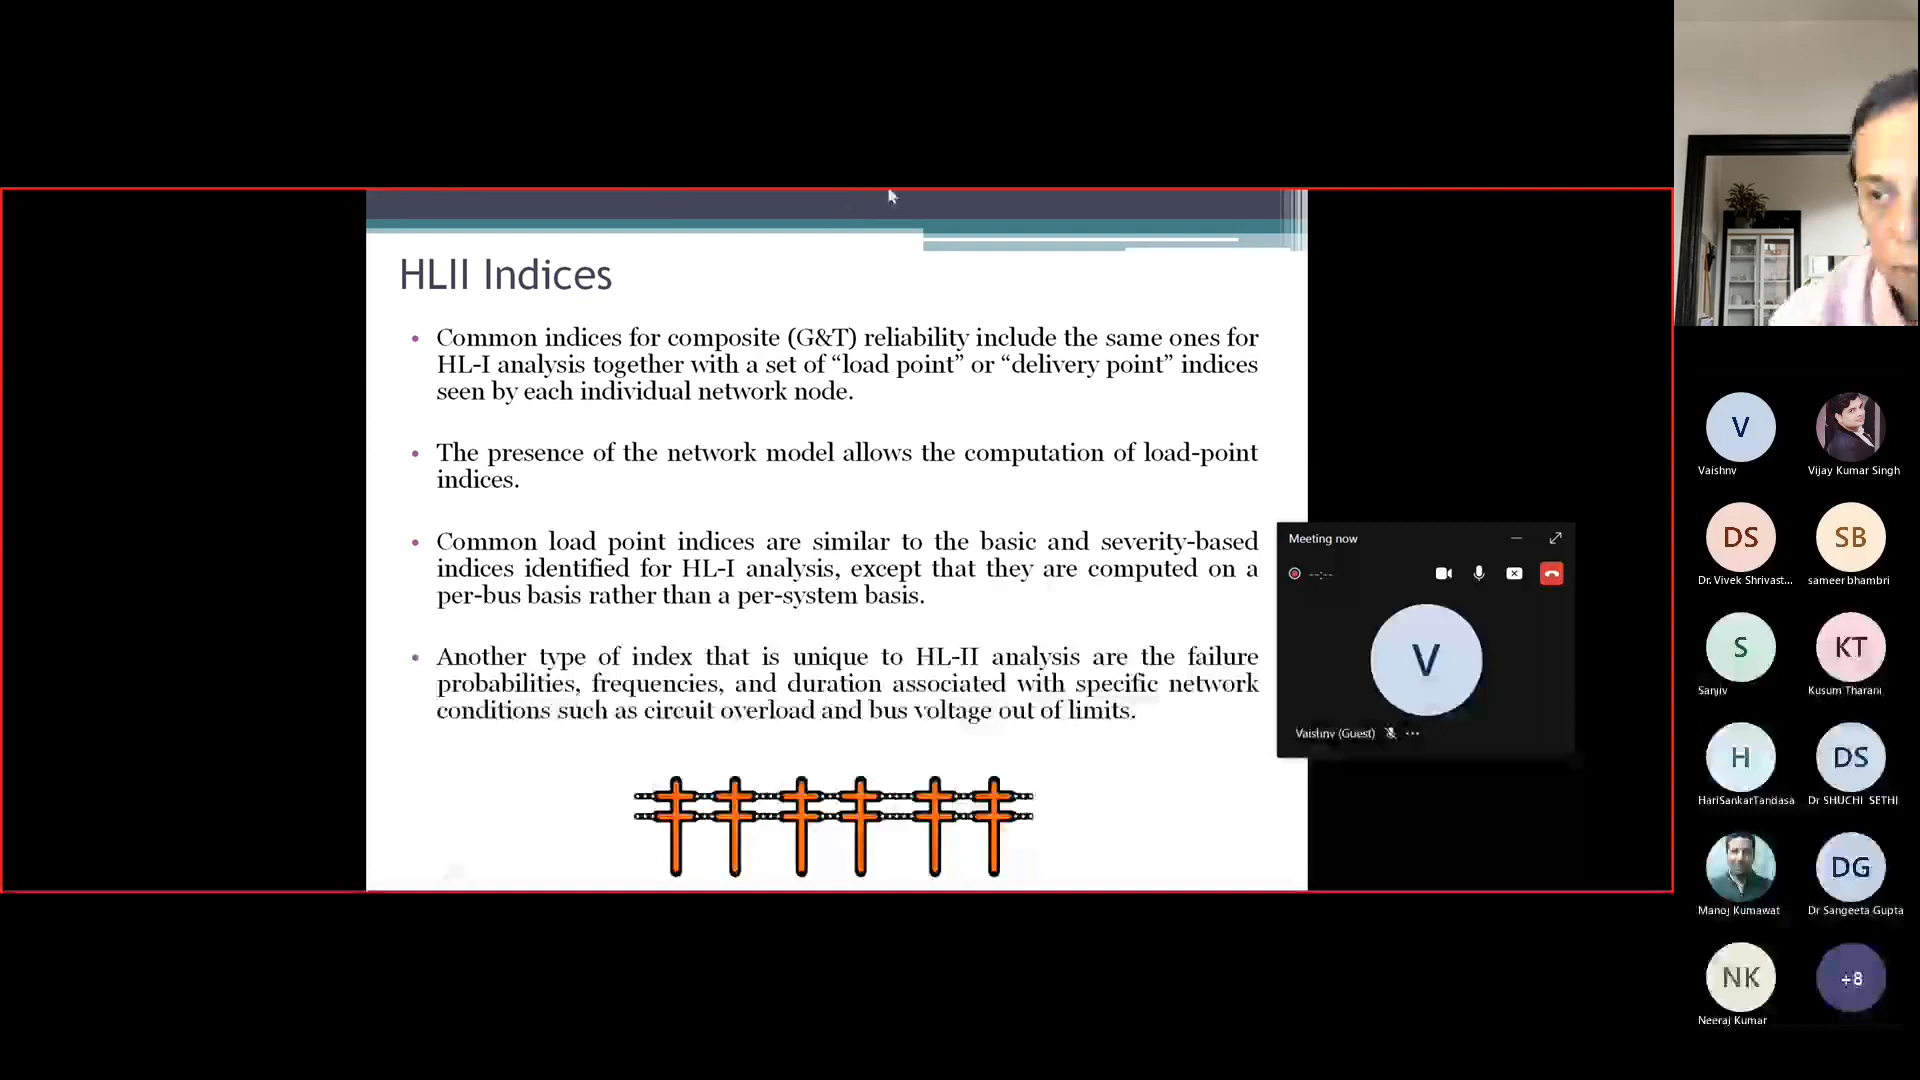 HLII Indices
• Common indices for composite (G&T) reliability include the same ones for
HL-I analysis together with a set of “load point” or “delivery point” indices
seen by each individual network node.
• The presence of the network model allows the computation of load-point
indices.
• Common load point indices are similar to the basic and severity-based
indices identified for HL-I analysis, except that they are computed on a
per-bus basis rather than a per-system basis.
• Another type of index that is unique to HL-II analysis are the failure
probabilities, frequencies, and duration associated with specific network
conditions such as circuit overload and bus voltage out of limits.
Meeting now
--:--
V
Vaishnv (Guest)
V
Vaishnv
Vijay Kumar Singh
DS
Dr. Vivek Shrivast...
SB
sameer bhambri
S
Sanjiv
KT
Kusum Tharani
H
HariSankarTandasa
DS
Dr SHUCHI SETHI
Manoj Kumawat
DG
Dr Sangeeta Gupta
NK
Neeraj Kumar
+8